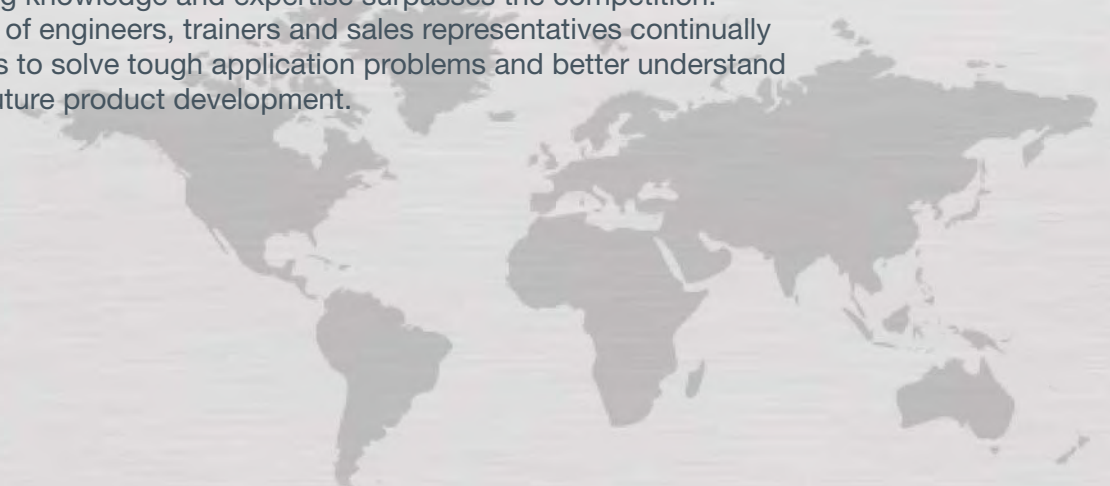 g knowledge and expertise surpasses the competition.
of engineers, trainers and sales representatives continually
s to solve tough application problems and better understand
uture product development.